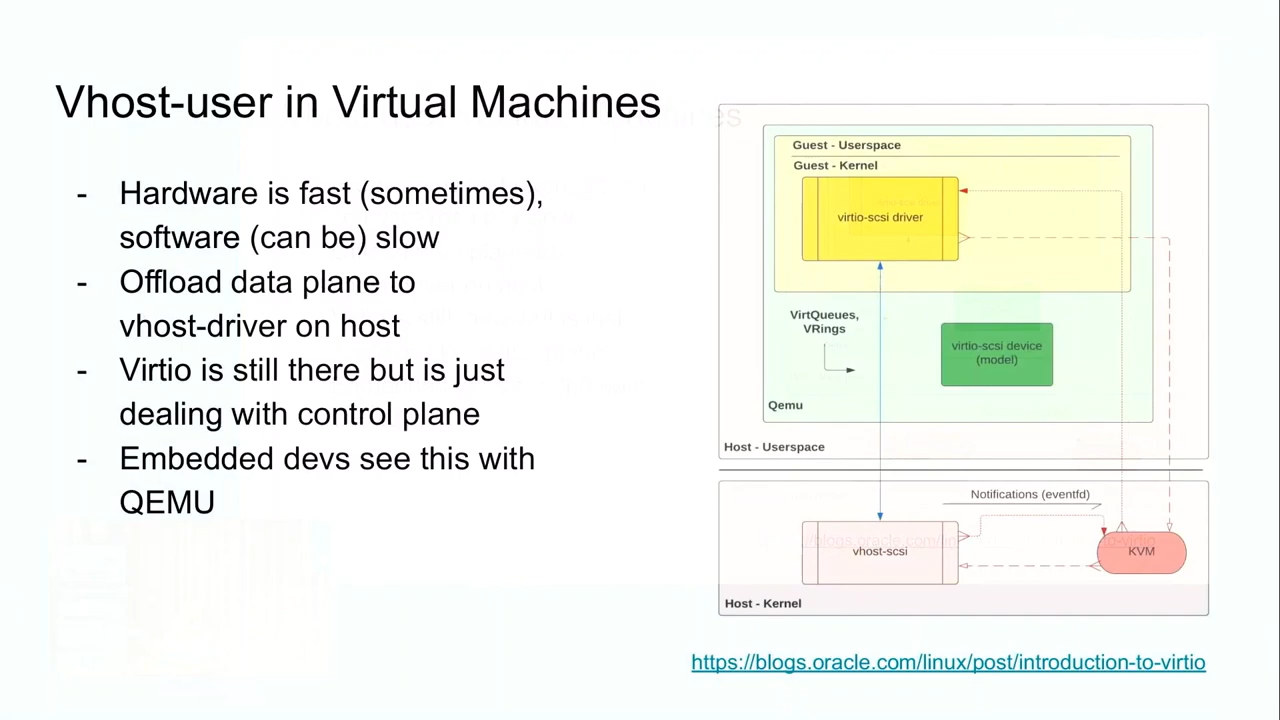 Vhost-user in Virtual Machines
- Hardware is fast (sometimes),
software (can be) slow
- Offload data plane to
vhost-driver on host
- Virtio is still there but is just
dealing with control plane
- Embedded devs see this with
QEMU
Guest - Userspace
Guest - Kernel
virtio-scsi driver
VirtQueues,
VRings
virtio-scsi device
(model)
Qemu
Host - Userspace
Notifications (eventfd)
vhost-scsi
KVM
Host - Kernel
https://blogs.oracle.com/linux/post/introduction-to-virtio